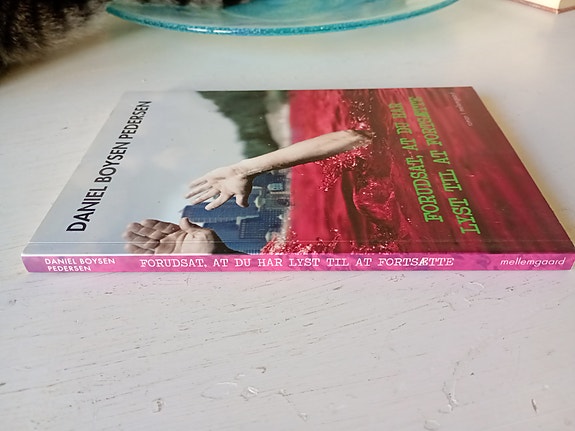 DANIEL BOYSEN PEDERSEN
FORUDSAT, AT DU HAR
LYST TIL AT FORTSÆTTE
DANIEL BOYSEN
PEDERSEN
FORUDSAT, AT DU HAR LYST TIL AT FORTSÆTTE
mellemgaard